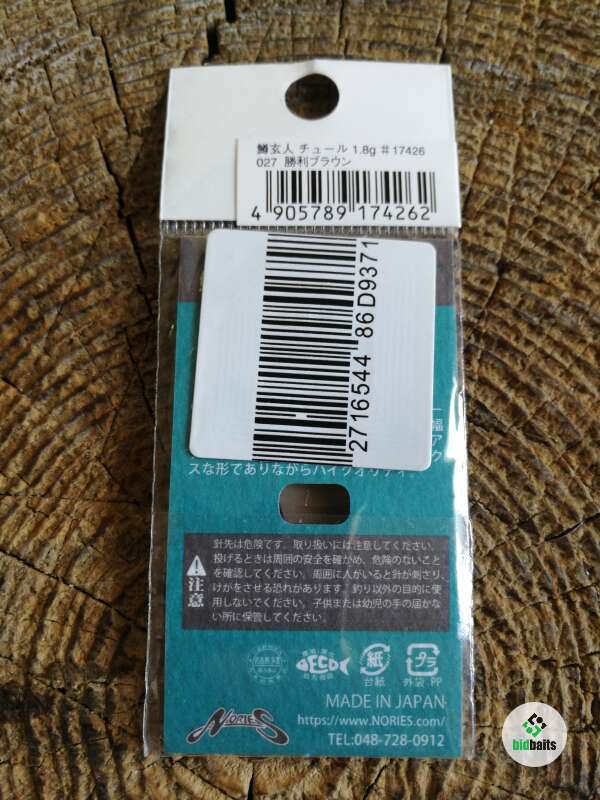 鱒玄人 チュール 1.8g #17426
027 勝利ブラウン
4 905789 174262
2716544 86D9371
ー
幅
ア
ク
スな形でありながらハイクオリティ
注意
針先は危険です。取り扱いには注意してください。
投げるときは周囲の安全を確かめ、危険のないこと
を確認してください。周囲に人がいると針が刺さり、
けがをさせる恐れがあります。釣り以外の目的に使
用しないでください。子供または幼児の手の届かな
い所に保管してください。
ECO
紙
台紙
プラ
外袋 PP
MADE IN JAPAN
NORIES
https://www.NORIES.com/
TEL:048-728-0912
bidbaits